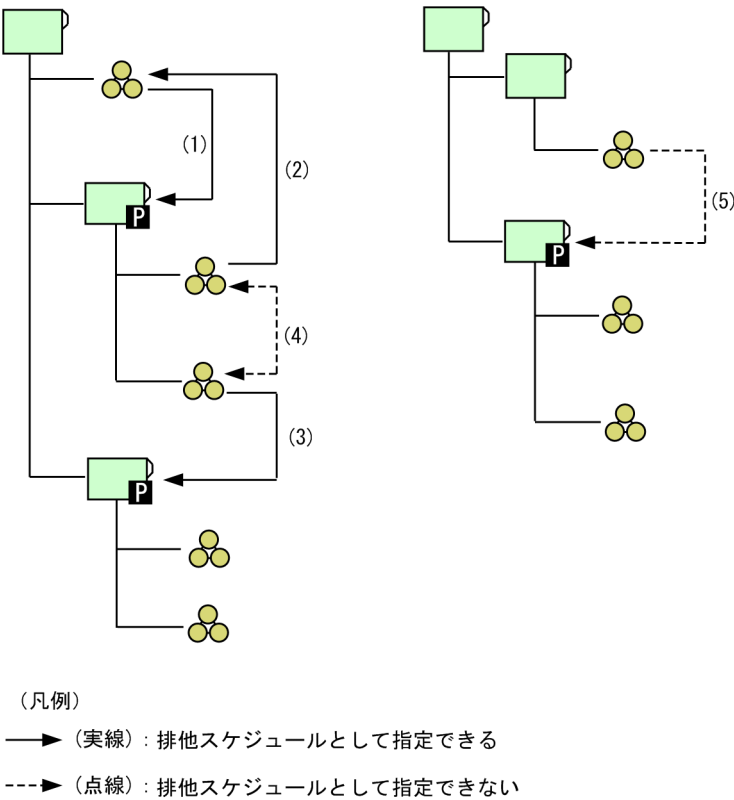 (1)
(2)
P
(4)
(3)
P
(5)
P
（凡例）
（実線）：排他スケジュールとして指定できる
（点線）：排他スケジュールとして指定できない